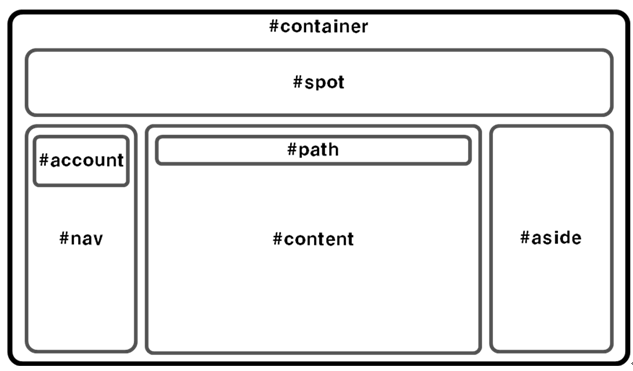 #container
#spot
#account
#path
#nav
#content
#aside